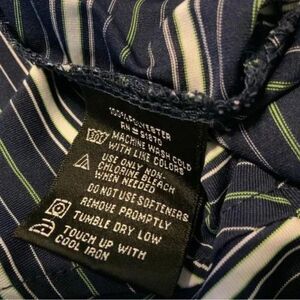 100% POLYESTER
MACHINE WASH COLD
WITH LIKE COLORS
USE ONLY NON-
CHLORINE BLEACH
WHEN NEEDED
DO NOT USE SOFTENERS
REMOVE PROMPTLY
TUMBLE DRY LOW
TOUCH UP WITH
COOL IRON